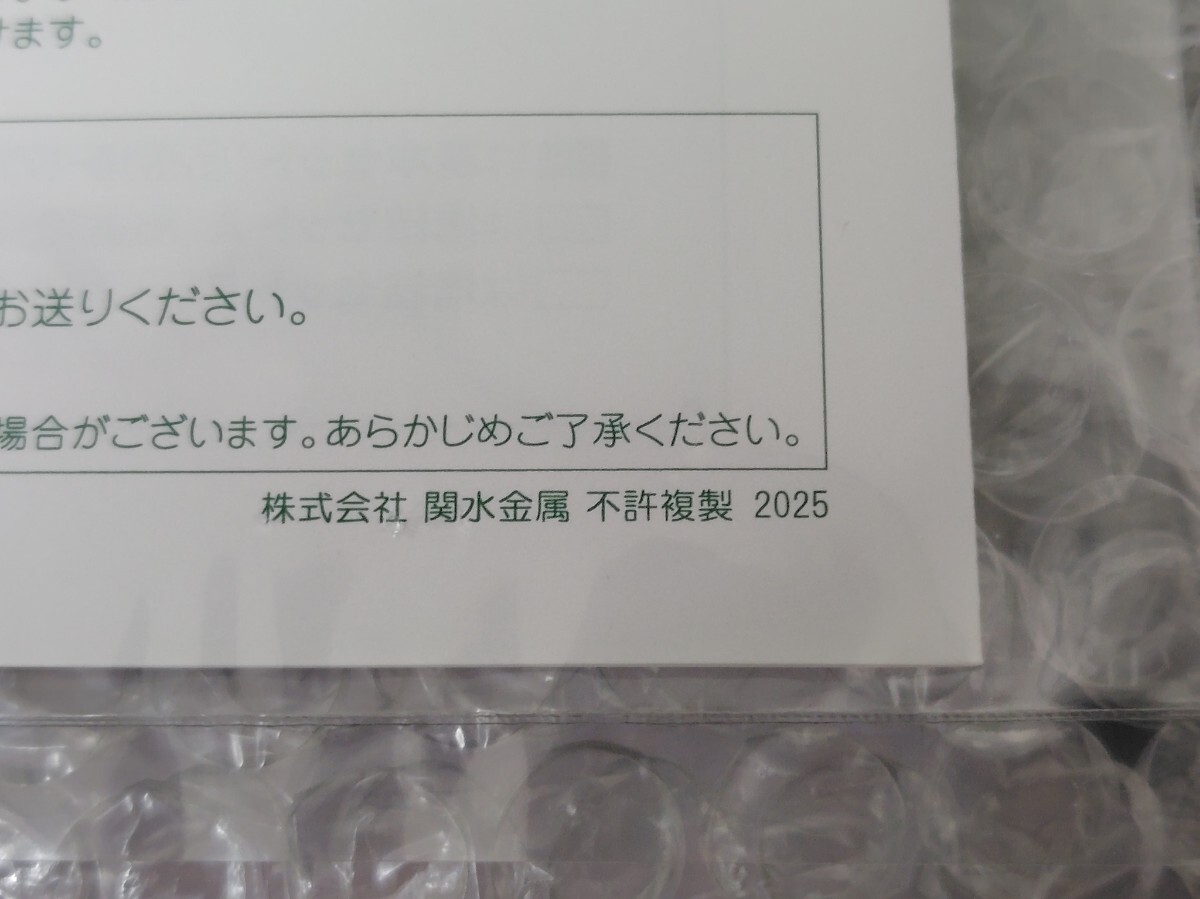 けます。
お送りください。
場合がございます。あらかじめご了承ください。
株式会社 関水金属 不許複製 2025